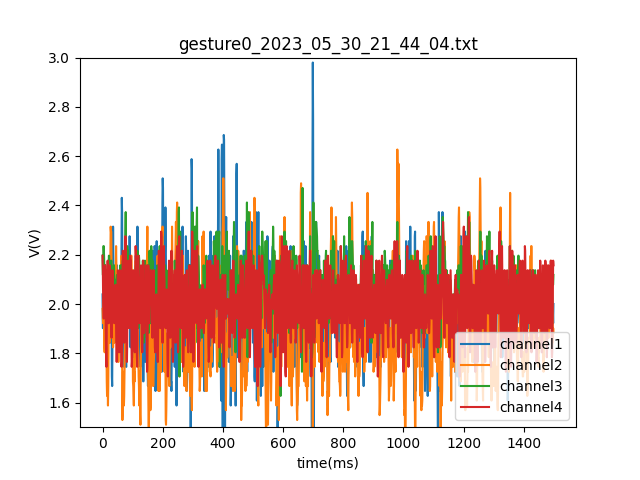 gesture0_2023_05_30_21_44_04.txt
3.0
2.8
2.6
2.4
2.2
2.0
1.8
1.6
V(V)
channel1
channel2
channel3
channel4
0 200 400 600 800 1000 1200 1400
time(ms)